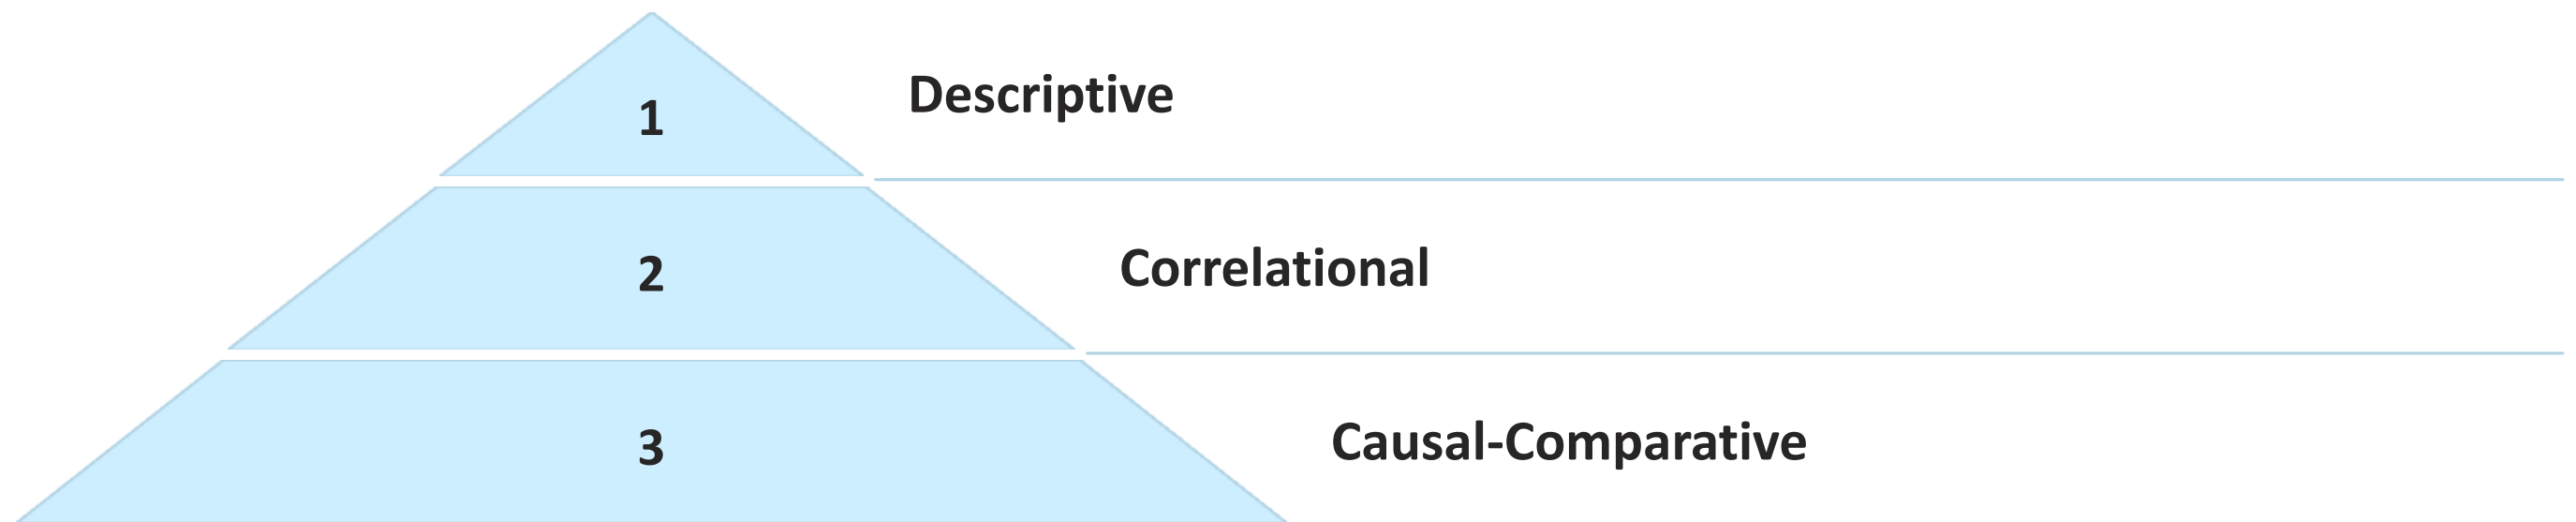 1
Descriptive
2
Correlational
3
Causal-Comparative